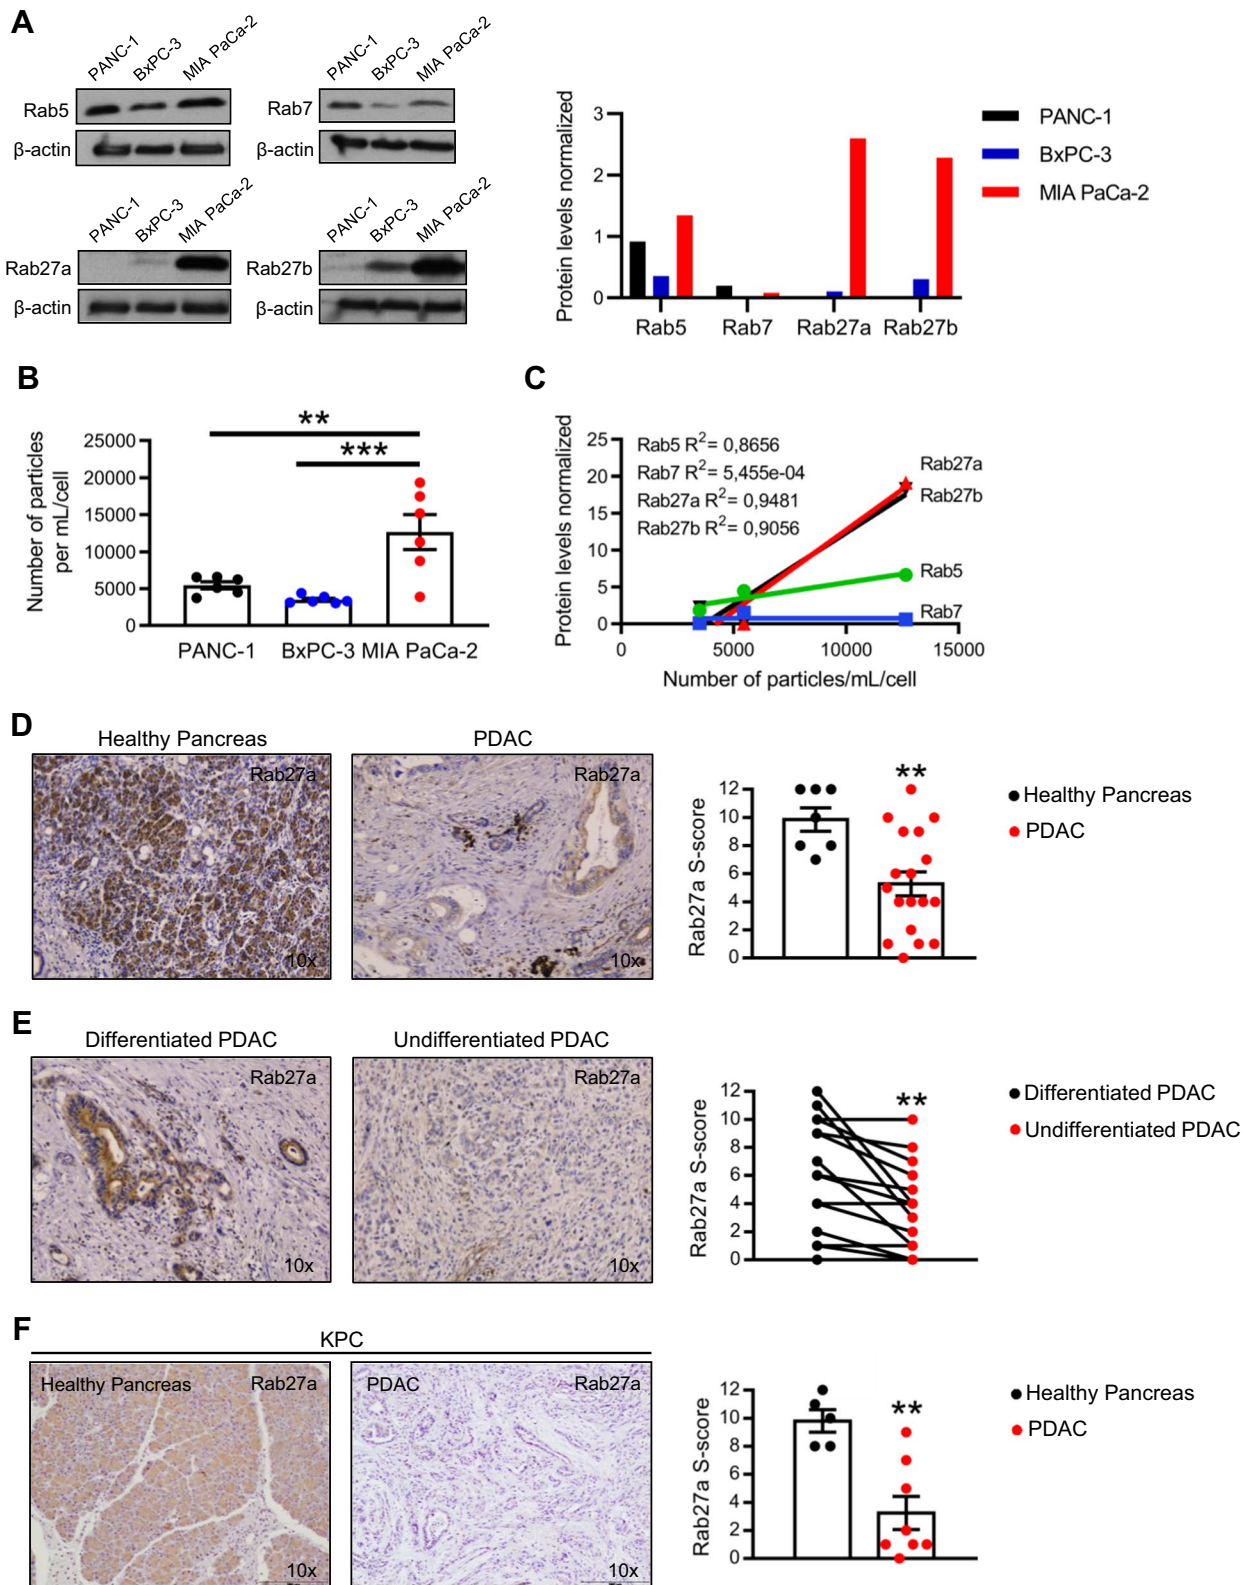 A
PANC-1
BxPC-3
MIA PaCa-2
Rab5
β-actin
PANC-1
BxPC-3
MIA PaCa-2
Rab7
β-actin
PANC-1
BxPC-3
MIA PaCa-2
Rab27a
β-actin
PANC-1
BxPC-3
MIA PaCa-2
Rab27b
β-actin
Protein levels normalized
3
2
1
0
Rab5 Rab7 Rab27a Rab27b
PANC-1
BxPC-3
MIA PaCa-2
B
Number of particles
per mL/cell
25000
20000
15000
10000
5000
0
**
***
PANC-1 BxPC-3 MIA PaCa-2
C
Protein levels normalized
25
20
15
10
5
0
Rab5 R²= 0,8656
Rab7 R²= 5,455e-04
Rab27a R²= 0,9481
Rab27b R²= 0,9056
Rab27a
Rab27b
Rab5
Rab7
0 5000 10000 15000
Number of particles/mL/cell
D
Healthy Pancreas
Rab27a
10x
PDAC
Rab27a
10x
Rab27a S-score
12
10
8
6
4
2
0
**
Healthy Pancreas
PDAC
E
Differentiated PDAC
Rab27a
10x
Undifferentiated PDAC
Rab27a
10x
Rab27a S-score
12
10
8
6
4
2
0
**
Differentiated PDAC
Undifferentiated PDAC
F
KPC
Healthy Pancreas Rab27a
10x
PDAC Rab27a
10x
Rab27a S-score
12
10
8
6
4
2
0
**
Healthy Pancreas
PDAC